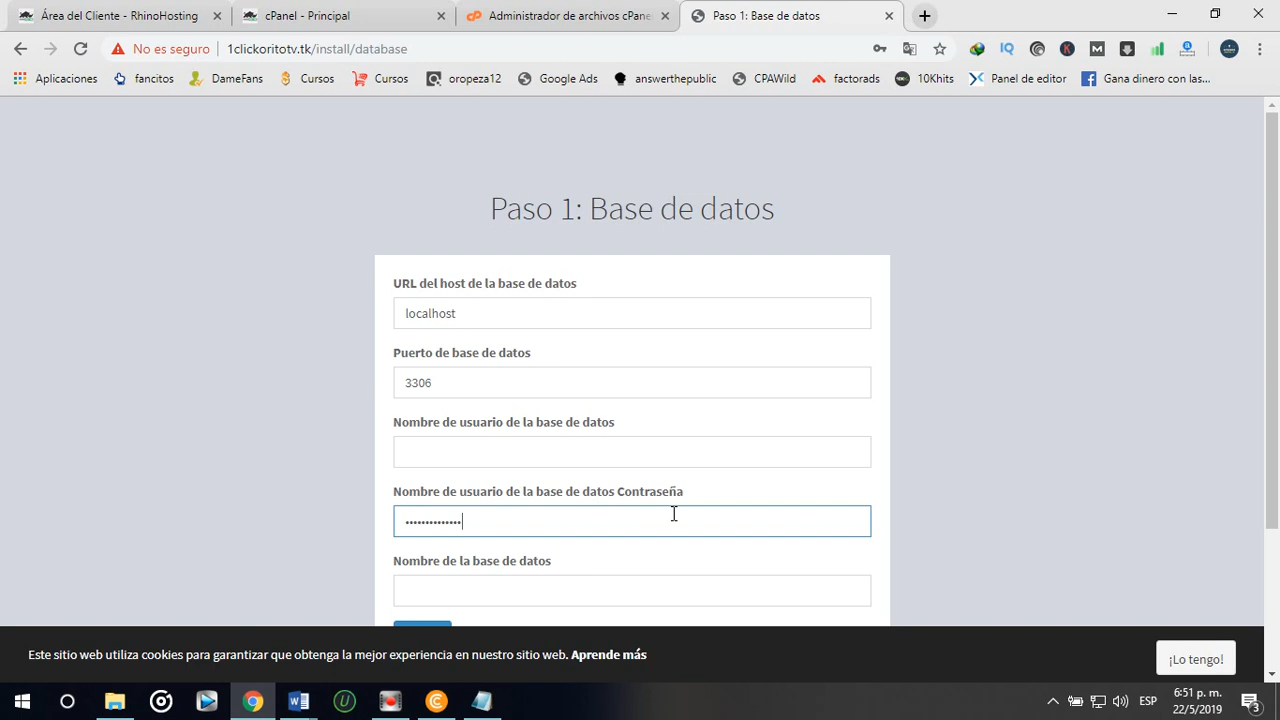 Área del Cliente - RhinoHosting
cPanel - Principal
Administrador de archivos cPane
Paso 1: Base de datos
No es seguro
1clickoritotv.tk/install/database
Aplicaciones
fancitos
DameFans
Cursos
Cursos
oropeza12
Google Ads
answerthepublic
CPAWild
factorads
10Khits
Panel de editor
Gana dinero con las...
Paso 1: Base de datos
URL del host de la base de datos
localhost
Puerto de base de datos
3306
Nombre de usuario de la base de datos
Nombre de usuario de la base de datos Contraseña
••••••••••••••
Nombre de la base de datos
Este sitio web utiliza cookies para garantizar que obtenga la mejor experiencia en nuestro sitio web. Aprende más
¡Lo tengo!
ESP
6:51 p. m.
22/5/2019